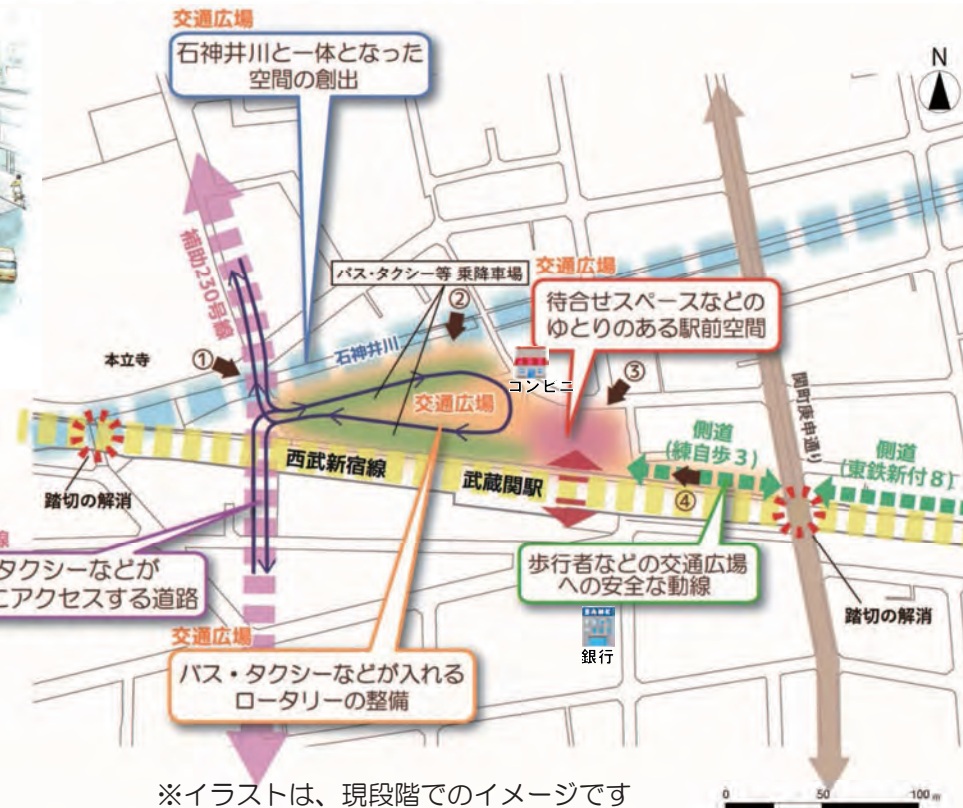 交通広場
石神井川と一体となった
空間の創出
N
補助230号線
バス・タクシー等 乗降車場
交通広場
②
待合せスペースなどの
ゆとりのある駅前空間
本立寺
①
石神井川
コンビニ
③
交通広場
関町庚申通り
側道
(練自歩3)
側道
(東鉄新付8)
西武新宿線
武蔵関駅
④
踏切の解消
線
タクシーなどが
にアクセスする道路
歩行者などの交通広場
への安全な動線
踏切の解消
BANK
銀行
交通広場
バス・タクシーなどが入れる
ロータリーの整備
※イラストは、現段階でのイメージです
0 50 100 m